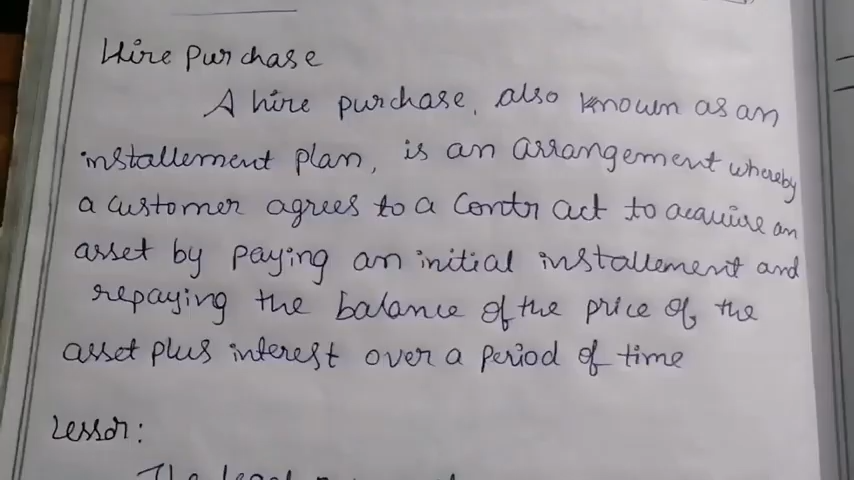 Hire purchase
A hire purchase, also known as an
installement plan, is an arrangement whereby
a customer agrees to a contract to acquire an
asset by paying an initial installement and
repaying the balance of the price of the
asset plus interest over a period of time
Lessor:
The legal